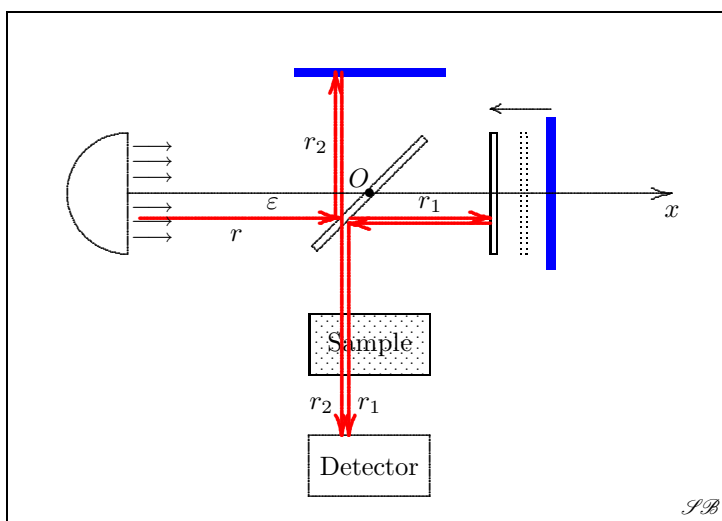 r₂
O
ε
r₁
r
x
Sample
r₂ r₁
Detector
𝒮ℬ